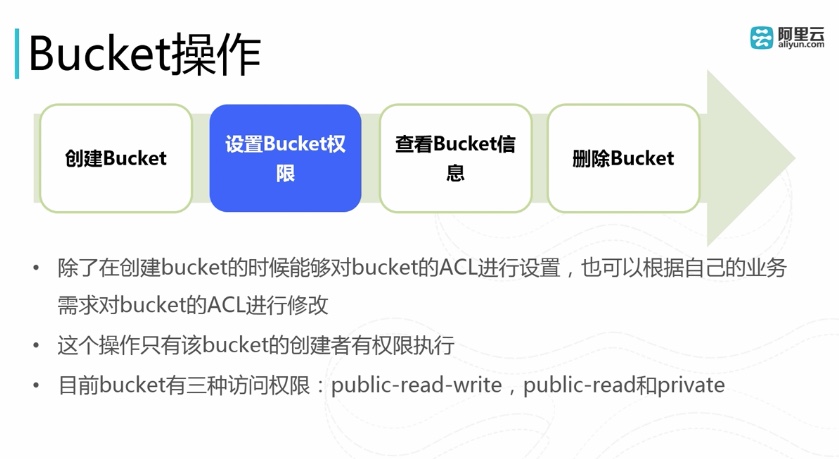 Bucket操作
阿里云
aliyun.com
创建Bucket
设置Bucket权
限
查看Bucket信
息
删除Bucket
• 除了在创建bucket的时候能够对bucket的ACL进行设置，也可以根据自己的业务
需求对bucket的ACL进行修改
• 这个操作只有该bucket的创建者有权限执行
• 目前bucket有三种访问权限：public-read-write，public-read和private